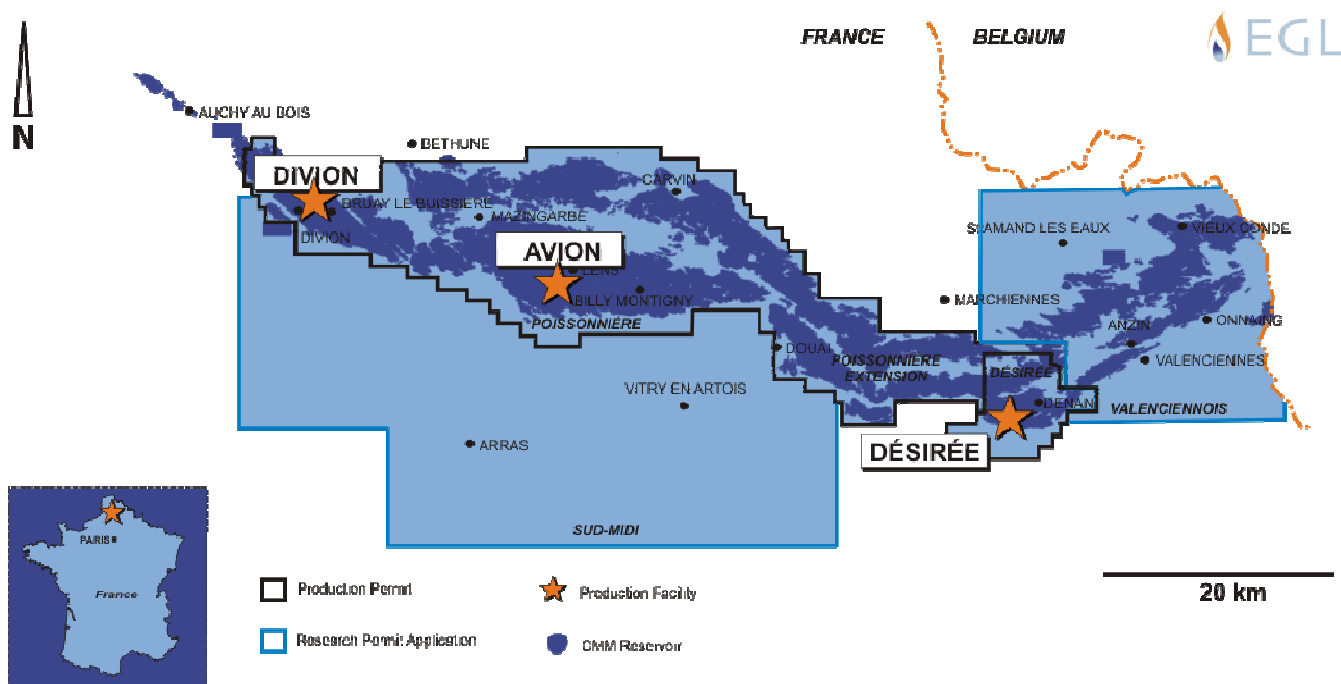 FRANCE
BELGIUM
EGL
N
AUCHY AU BOIS
BETHUNE
DIVION
BRUAY LE BUISSIERE
DIVION
MAZINGARBE
CARVIN
AVION
LENS
BILLY MONTIGNY
POISSONNIÈRE
ST AMAND LES EAUX
VIEUX CONDE
MARCHIENNES
ONNAING
ANZIN
VALENCIENNES
DOUAI
POISSONNIÈRE
EXTENSION
DÉSIRÉE
DENAN
VALENCIENNOIS
VITRY EN ARTOIS
ARRAS
DÉSIRÉE
SUD-MIDI
PARIS
France
Production Permit
Production Facility
Research Permit Application
CMM Reservoir
20 km